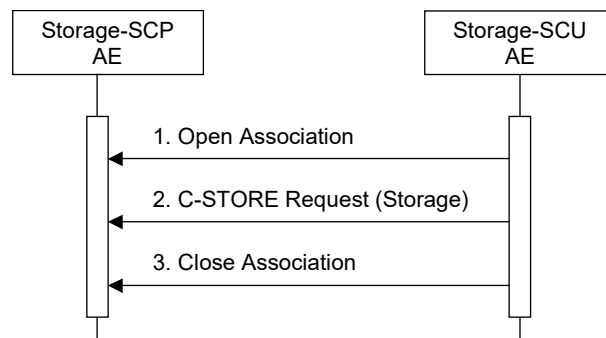 Storage-SCP
AE
Storage-SCU
AE
1. Open Association
2. C-STORE Request (Storage)
3. Close Association